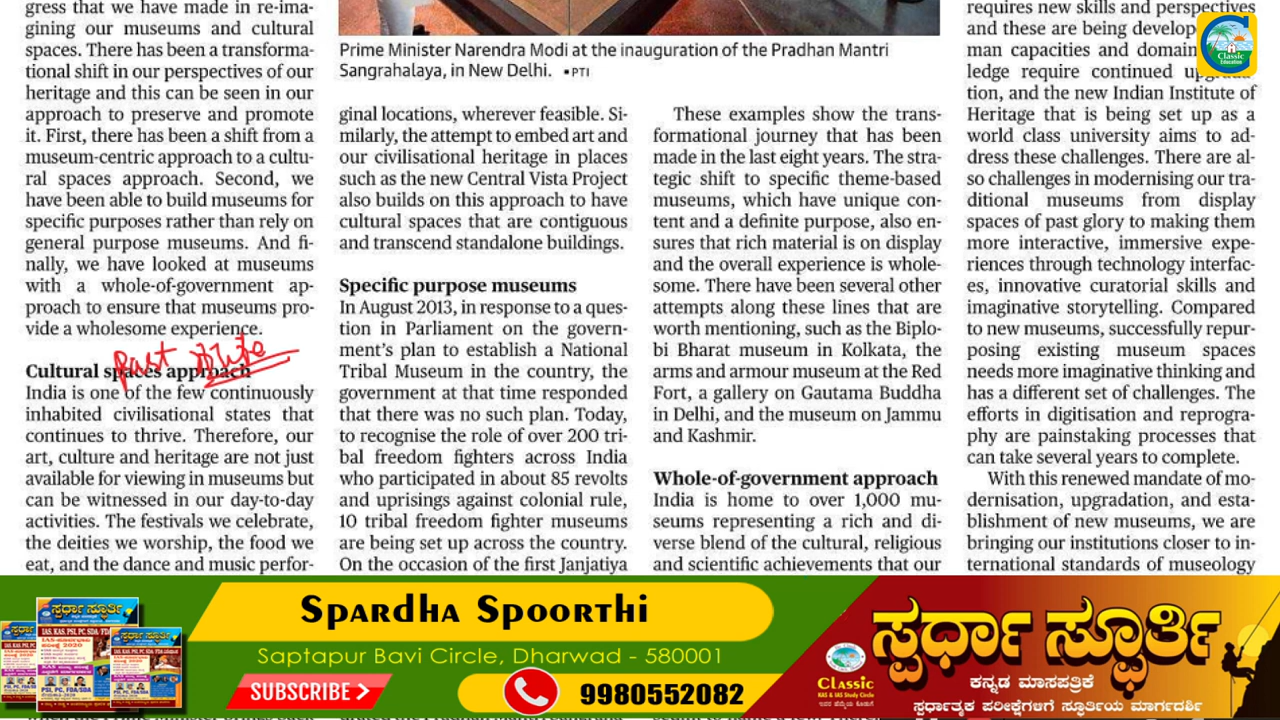 gress that we have made in re-ima-
gining our museums and cultural
spaces. There has been a transforma-
tional shift in our perspectives of our
heritage and this can be seen in our
approach to preserve and promote
it. First, there has been a shift from a
museum-centric approach to a cultu-
ral spaces approach. Second, we
have been able to build museums for
specific purposes rather than rely on
general purpose museums. And fi-
nally, we have looked at museums
with a whole-of-government ap-
proach to ensure that museums pro-
vide a wholesome experience.
Past
Cultural spaces approach
India is one of the few continuously
inhabited civilisational states that
continues to thrive. Therefore, our
art, culture and heritage are not just
available for viewing in museums but
can be witnessed in our day-to-day
activities. The festivals we celebrate,
the deities we worship, the food we
eat, and the dance and music perfor-
Prime Minister Narendra Modi at the inauguration of the Pradhan Mantri
Sangrahalaya, in New Delhi. • PTI
ginal locations, wherever feasible. Si-
milarly, the attempt to embed art and
our civilisational heritage in places
such as the new Central Vista Project
also builds on this approach to have
cultural spaces that are contiguous
and transcend standalone buildings.
Specific purpose museums
In August 2013, in response to a ques-
tion in Parliament on the govern-
ment's plan to establish a National
Tribal Museum in the country, the
government at that time responded
that there was no such plan. Today,
to recognise the role of over 200 tri-
bal freedom fighters across India
who participated in about 85 revolts
and uprisings against colonial rule,
10 tribal freedom fighter museums
are being set up across the country.
On the occasion of the first Janjatiya
These examples show the trans-
formational journey that has been
made in the last eight years. The stra-
tegic shift to specific theme-based
museums, which have unique con-
tent and a definite purpose, also en-
sures that rich material is on display
and the overall experience is whole-
some. There have been several other
attempts along these lines that are
worth mentioning, such as the Biplo-
bi Bharat museum in Kolkata, the
arms and armour museum at the Red
Fort, a gallery on Gautama Buddha
in Delhi, and the museum on Jammu
and Kashmir.
Whole-of-government approach
India is home to over 1,000 mu-
seums representing a rich and di-
verse blend of the cultural, religious
and scientific achievements that our
requires new skills and perspectives
and these are being develop
man capacities and domain
ledge require continued
tion, and the new Indian Institute of
Heritage that is being set up as a
world class university aims to ad-
dress these challenges. There are al-
so challenges in modernising our tra-
ditional museums from display
spaces of past glory to making them
more interactive, immersive expe-
riences through technology interfac-
es, innovative curatorial skills and
imaginative storytelling. Compared
to new museums, successfully repur-
posing existing museum spaces
needs more imaginative thinking and
has a different set of challenges. The
efforts in digitisation and reprogra-
phy are painstaking processes that
can take several years to complete.
With this renewed mandate of mo-
dernisation, upgradation, and esta-
blishment of new museums, we are
bringing our institutions closer to in-
ternational standards of museology
Classic
Education
Spardha Spoorthi
Saptapur Bavi Circle, Dharwad - 580001
SUBSCRIBE
9980552082
ಸ್ಪರ್ಧಾ ಸ್ಫೂರ್ತಿ
Classic
KAS & IAS Study Circle
ಕನ್ನಡ ಮಾಸಪತ್ರಿಕೆ
ಸ್ಪರ್ಧಾತ್ಮಕ ಪರೀಕ್ಷೆಗಳಿಗೆ ಸ್ಫೂರ್ತಿಯ ಮಾರ್ಗದರ್ಶಿ